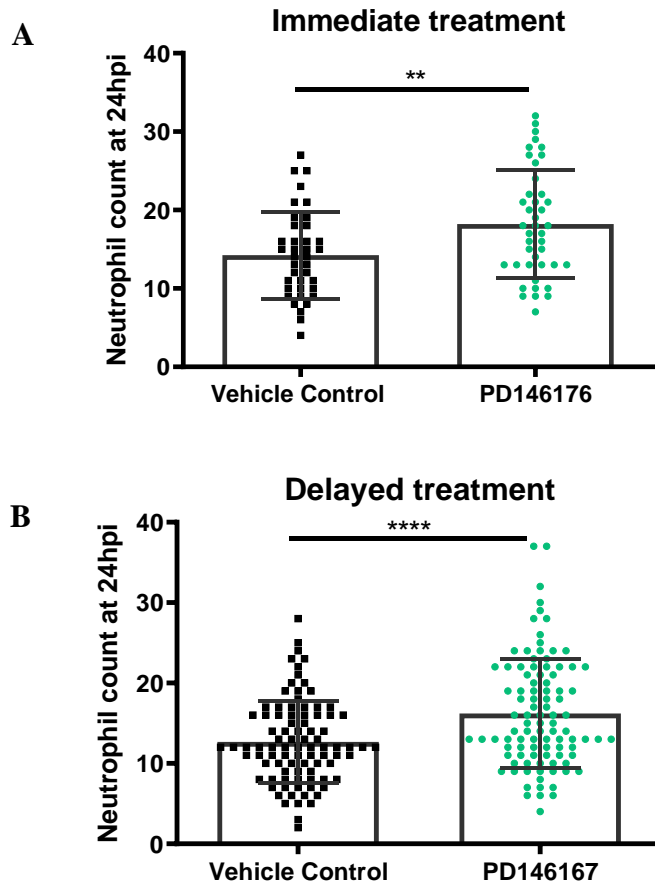 A
Immediate treatment
**
Neutrophil count at 24hpi
40
30
20
10
0
Vehicle Control
PD146176
B
Delayed treatment
****
Neutrophil count at 24hpi
40
30
20
10
0
Vehicle Control
PD146167